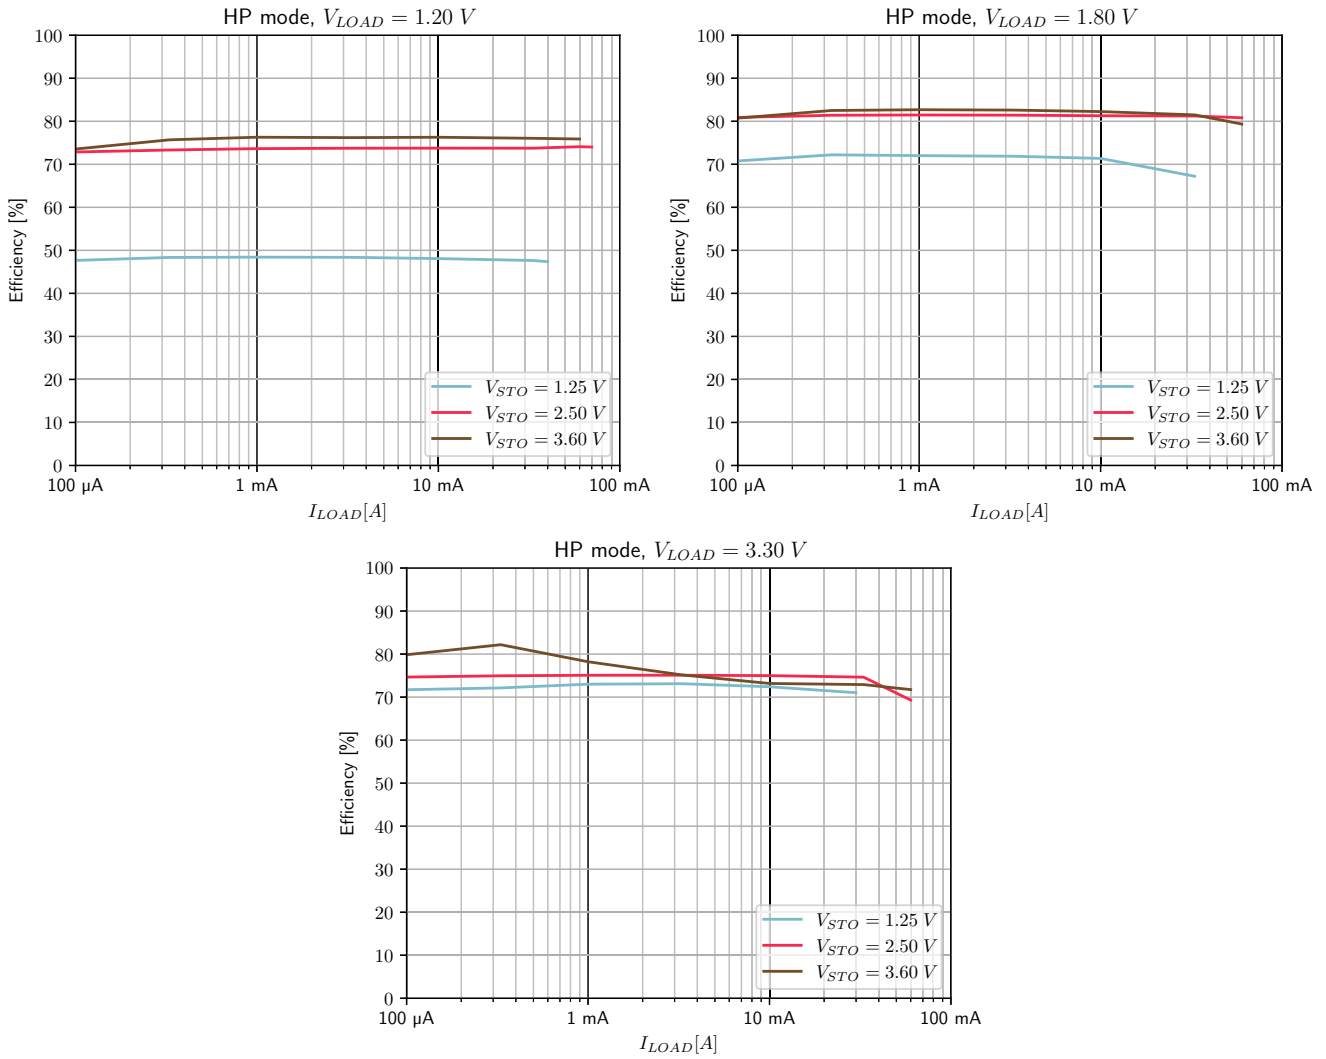 HP mode, V_LOAD = 1.20 V
100
90
80
70
60
50
40
30
20
10
0
Efficiency [%]
V_STO = 1.25 V
V_STO = 2.50 V
V_STO = 3.60 V
100 µA 1 mA 10 mA 100 mA
I_LOAD[A]
HP mode, V_LOAD = 1.80 V
100
90
80
70
60
50
40
30
20
10
0
Efficiency [%]
V_STO = 1.25 V
V_STO = 2.50 V
V_STO = 3.60 V
100 µA 1 mA 10 mA 100 mA
I_LOAD[A]
HP mode, V_LOAD = 3.30 V
100
90
80
70
60
50
40
30
20
10
0
Efficiency [%]
V_STO = 1.25 V
V_STO = 2.50 V
V_STO = 3.60 V
100 µA 1 mA 10 mA 100 mA
I_LOAD[A]